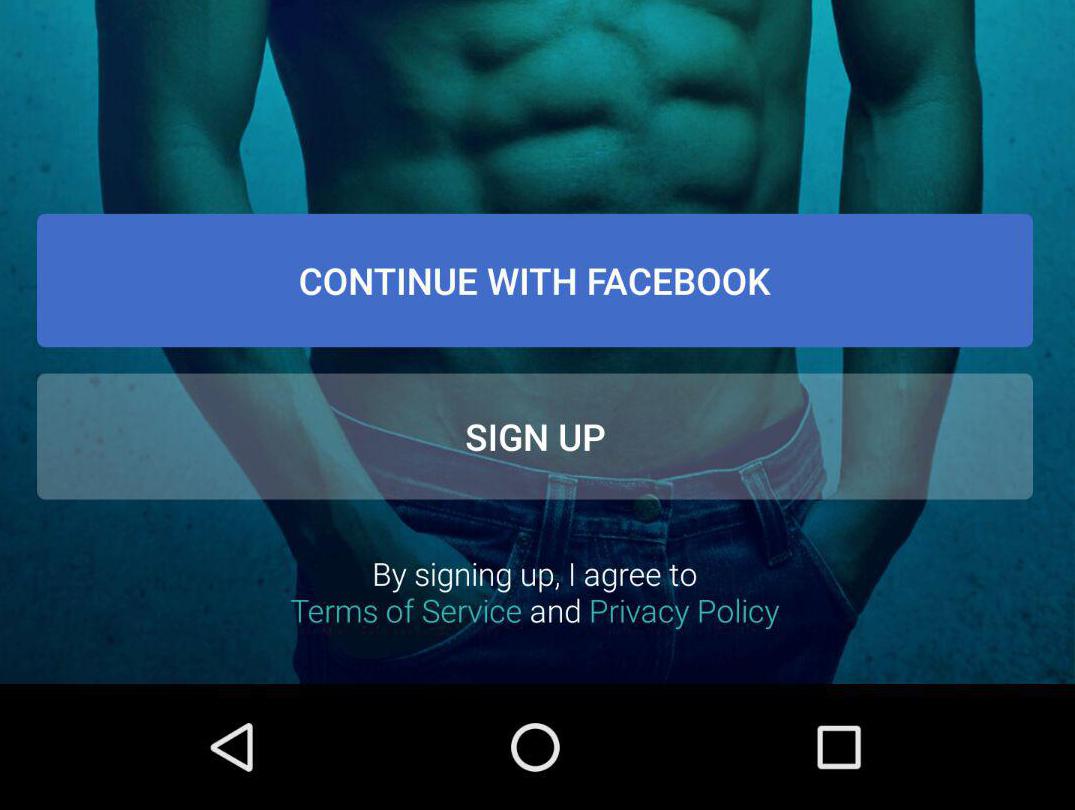 CONTINUE WITH FACEBOOK
SIGN UP
By signing up, I agree to
Terms of Service and Privacy Policy